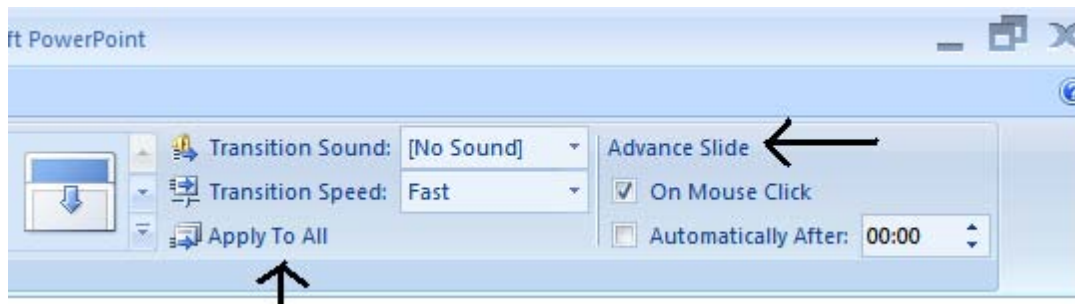 ft PowerPoint
Transition Sound: [No Sound]
Transition Speed: Fast
Apply To All
Advance Slide
On Mouse Click
Automatically After: 00:00